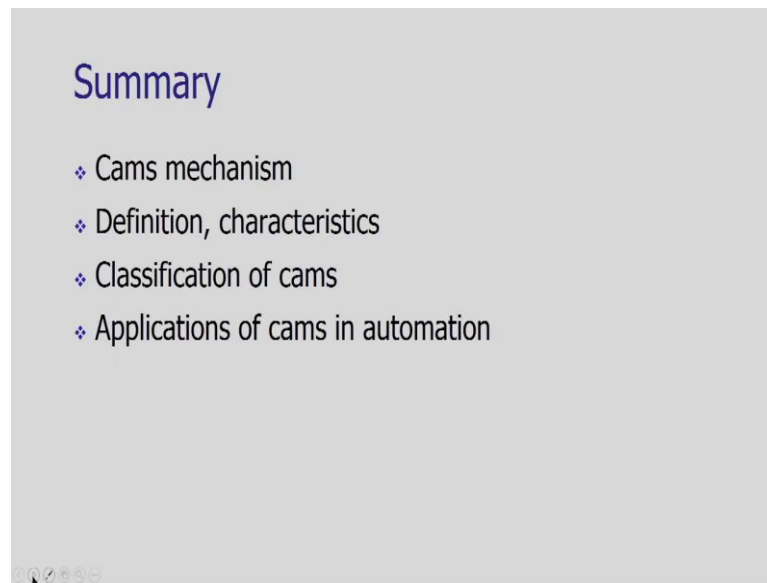 Summary
Cams mechanism
Definition, characteristics
Classification of cams
Applications of cams in automation